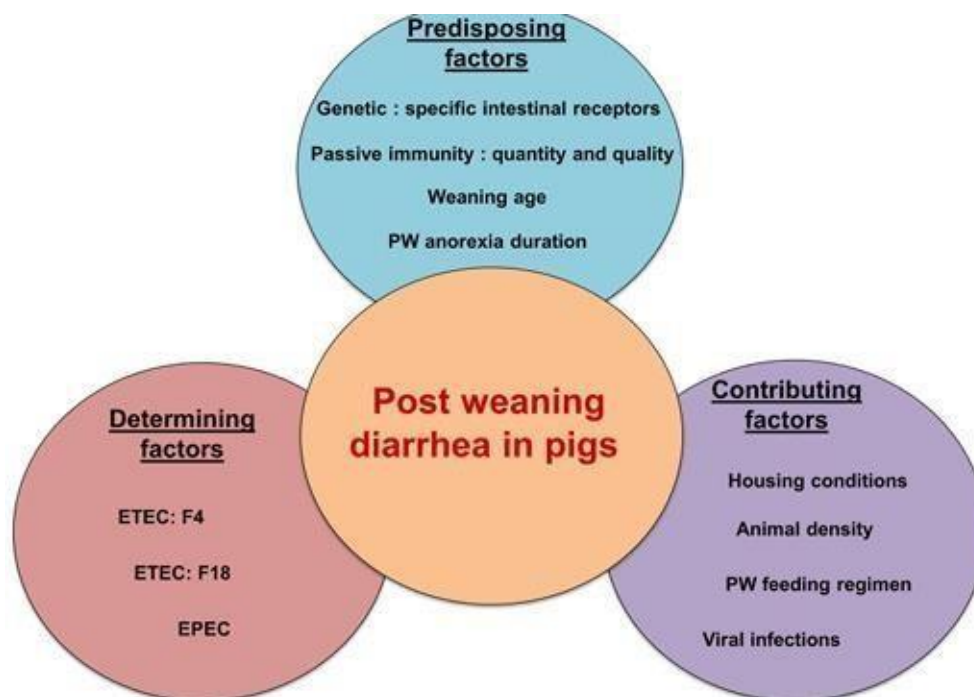 Predisposing
factors
Genetic : specific intestinal receptors
Passive immunity : quantity and quality
Weaning age
PW anorexia duration
Post weaning
diarrhea in pigs
Determining
factors
ETEC: F4
ETEC: F18
EPEC
Contributing
factors
Housing conditions
Animal density
PW feeding regimen
Viral infections